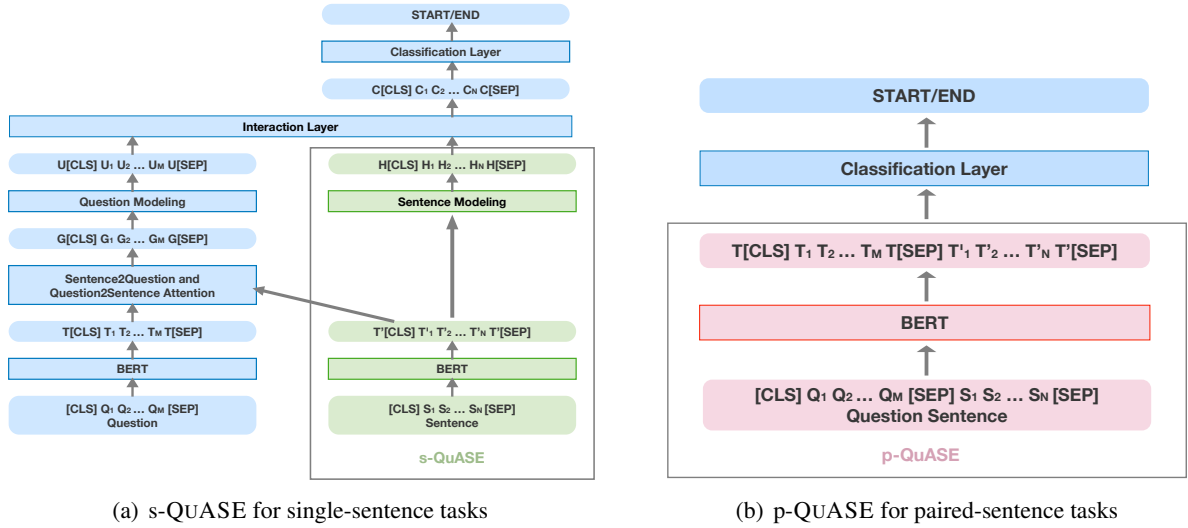 START/END
Classification Layer
C[CLS] C1 C2 ... CN C[SEP]
Interaction Layer
U[CLS] U1 U2 ... UM U[SEP]
Question Modeling
G[CLS] G1 G2 ... GM G[SEP]
Sentence2Question and
Question2Sentence Attention
T[CLS] T1 T2 ... TM T[SEP]
BERT
[CLS] Q1 Q2 ... QM [SEP]
Question
H[CLS] H1 H2 ... HN H[SEP]
Sentence Modeling
T'[CLS] T'1 T'2 ... T'N T'[SEP]
BERT
[CLS] S1 S2 ... SN [SEP]
Sentence
s-QuASE
(a) s-QUASE for single-sentence tasks
START/END
Classification Layer
T[CLS] T1 T2 ... TM T[SEP] T'1 T'2 ... T'N T'[SEP]
BERT
[CLS] Q1 Q2 ... QM [SEP] S1 S2 ... SN [SEP]
Question Sentence
p-QuASE
(b) p-QUASE for paired-sentence tasks